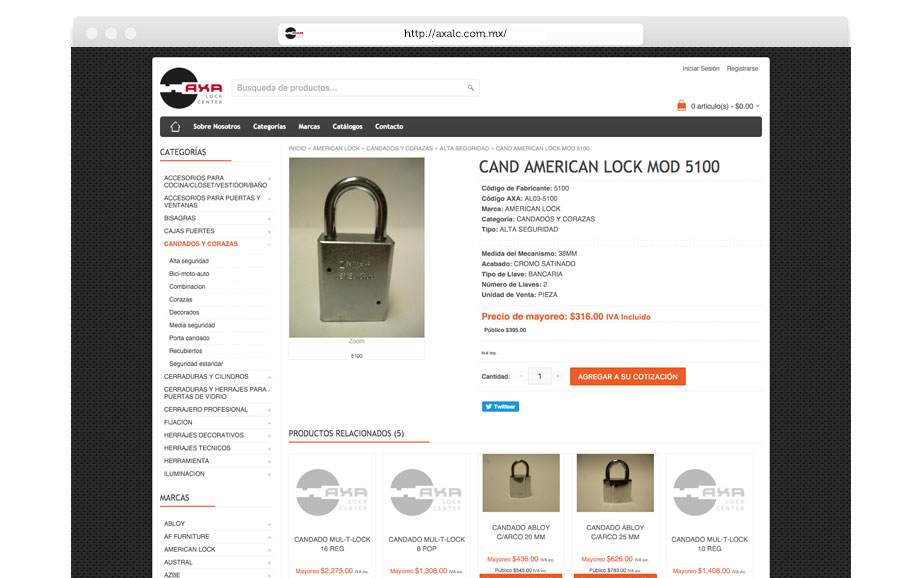 http://axalc.com.mx/
AXA
LOCK
CENTER
Busqueda de productos...
Iniciar Sesión Registrarse
0 articulo(s) - $0.00
Sobre Nosotros Categorías Marcas Catálogos Contacto
CATEGORÍAS
ACCESORIOS PARA
COCINA/CLOSET/VESTIDOR/BAÑO
ACCESORIOS PARA PUERTAS Y
VENTANAS
BISAGRAS
CAJAS FUERTES
CANDADOS Y CORAZAS
Alta seguridad
Bici-moto-auto
Combinacion
Corazas
Decorados
Media seguridad
Porta candado
Recubiertos
Seguridad estandar
CERRADURAS Y CILINDROS
CERRADURAS Y HERRAJES PARA
PUERTAS DE VIDRIO
CERRAJERO PROFESIONAL
FIJACION
HERRAJES DECORATIVOS
HERRAJES TECNICOS
HERRAMIENTA
ILUMINACION
MARCAS
ABLOY
AF FURNITURE
AMERICAN LOCK
AUSTRAL
AZBE
INICIO » AMERICAN LOCK » CANDADOS Y CORAZAS » ALTA SEGURIDAD » CAND AMERICAN LOCK MOD 5100
Zoom
5100
CAND AMERICAN LOCK MOD 5100
Código de Fabricante: 5100
Código AXA: AL03-5100
Marca: AMERICAN LOCK
Categoría: CANDADOS Y CORAZAS
Tipo: ALTA SEGURIDAD
Medida del Mecanismo: 38MM
Acabado: CROMO SATINADO
Tipo de Llave: BANCARIA
Número de Llaves: 2
Unidad de Venta: PIEZA
Precio de mayoreo: $316.00 IVA Incluido
Público $395.00
IVA inc.
Cantidad: - 1 + AGREGAR A SU COTIZACIÓN
Twittear
PRODUCTOS RELACIONADOS (5)
AXA
LOCK
CENTER
CANDADO MUL-T-LOCK
16 REG
Mayoreo $2,275.00 IVA inc.
AXA
LOCK
CENTER
CANDADO MUL-T-LOCK
8 POP
Mayoreo $1,308.00 IVA inc.
CANDADO ABLOY
C/ARCO 20 MM
Mayoreo $436.00 IVA inc.
Público $545.00 IVA inc.
CANDADO ABLOY
C/ARCO 25 MM
Mayoreo $626.00 IVA inc.
Público $783.00 IVA inc.
AXA
LOCK
CENTER
CANDADO MUL-T-LOCK
10 REG
Mayoreo $1,408.00 IVA inc.